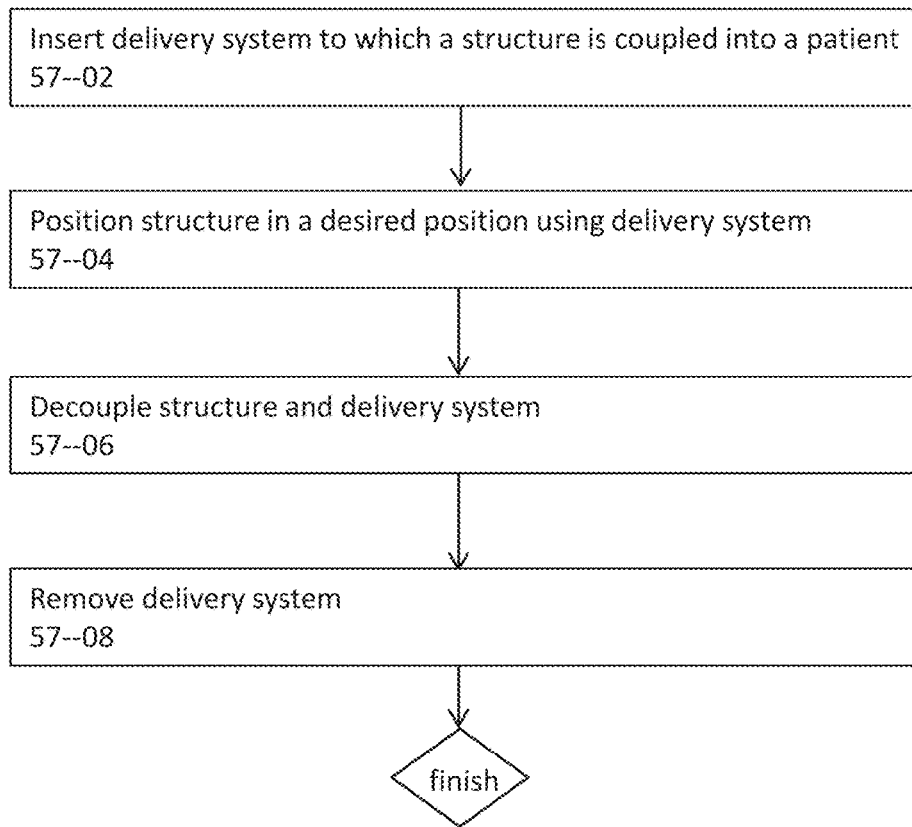 Insert delivery system to which a structure is coupled into a patient
57--02
Position structure in a desired position using delivery system
57--04
Decouple structure and delivery system
57--06
Remove delivery system
57--08
finish